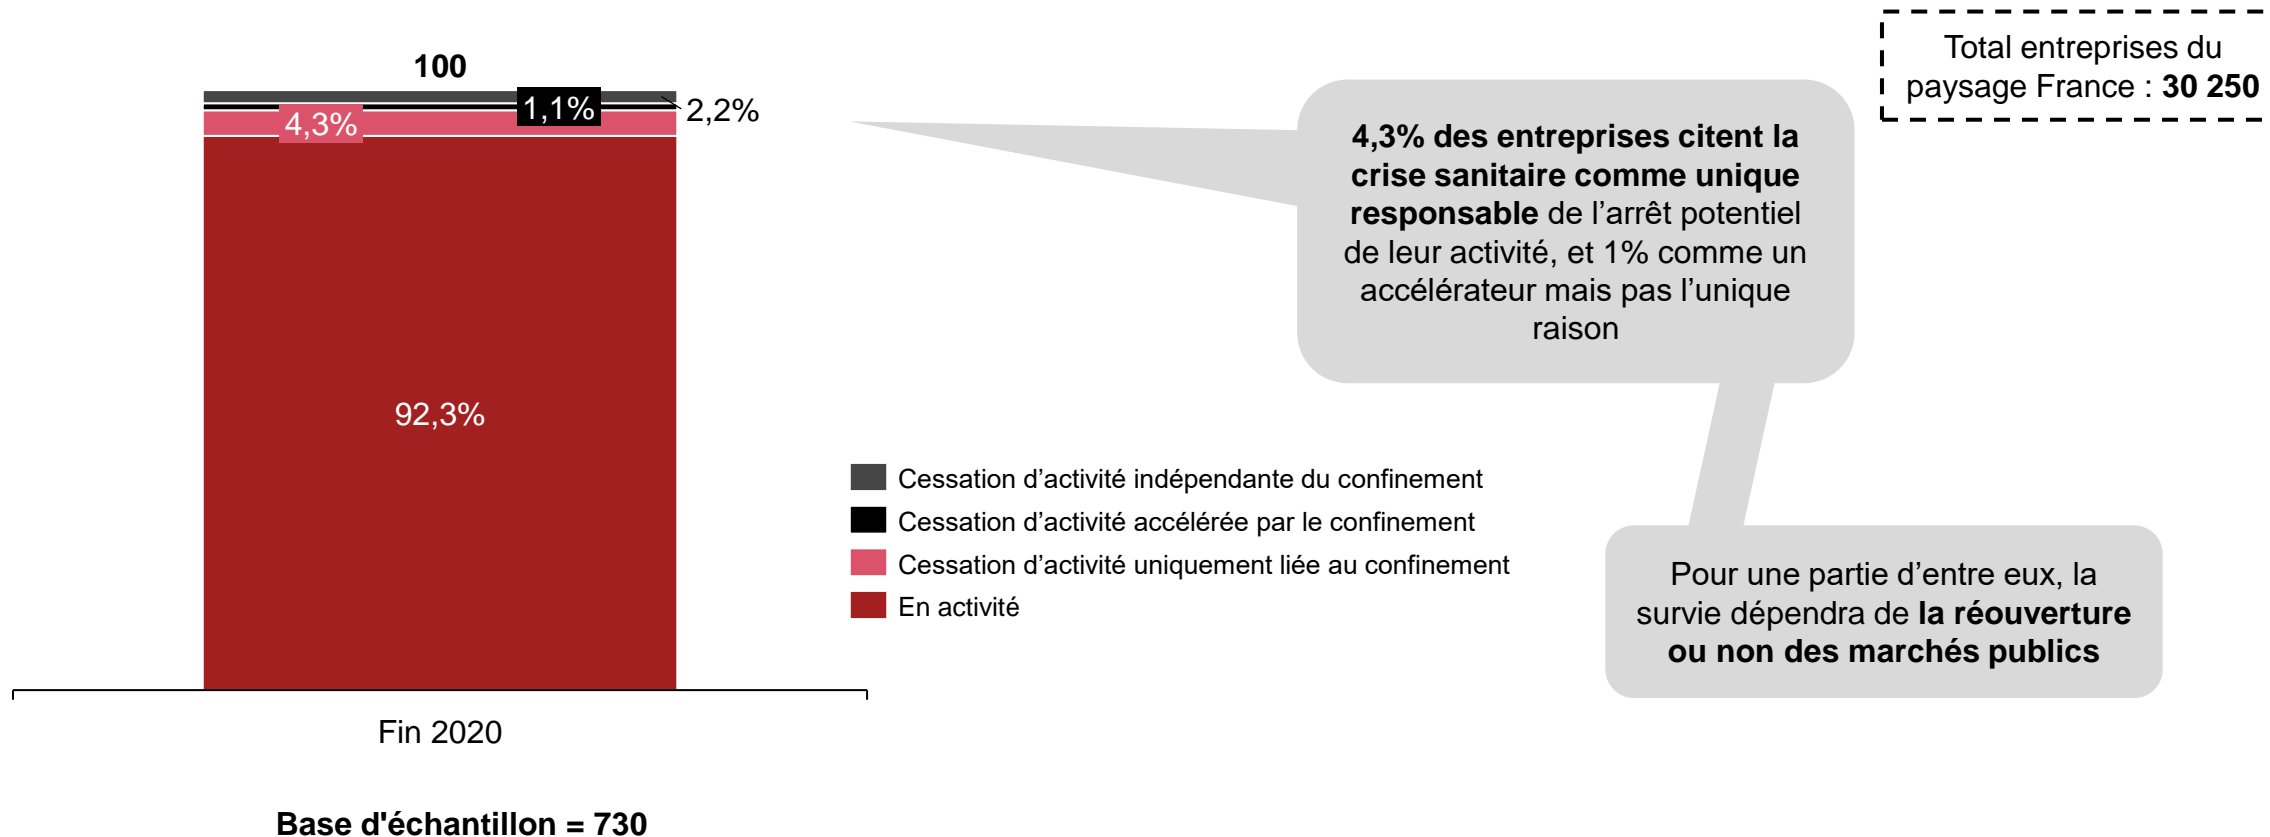 Total entreprises du
paysage France : 30 250
100
1,1%
2,2%
4,3%
92,3%
4,3% des entreprises citent la
crise sanitaire comme unique
responsable de l’arrêt potentiel
de leur activité, et 1% comme un
accélérateur mais pas l’unique
raison
Cessation d’activité indépendante du confinement
Cessation d’activité accélérée par le confinement
Cessation d’activité uniquement liée au confinement
En activité
Pour une partie d’entre eux, la
survie dépendra de la réouverture
ou non des marchés publics
Fin 2020
Base d'échantillon = 730